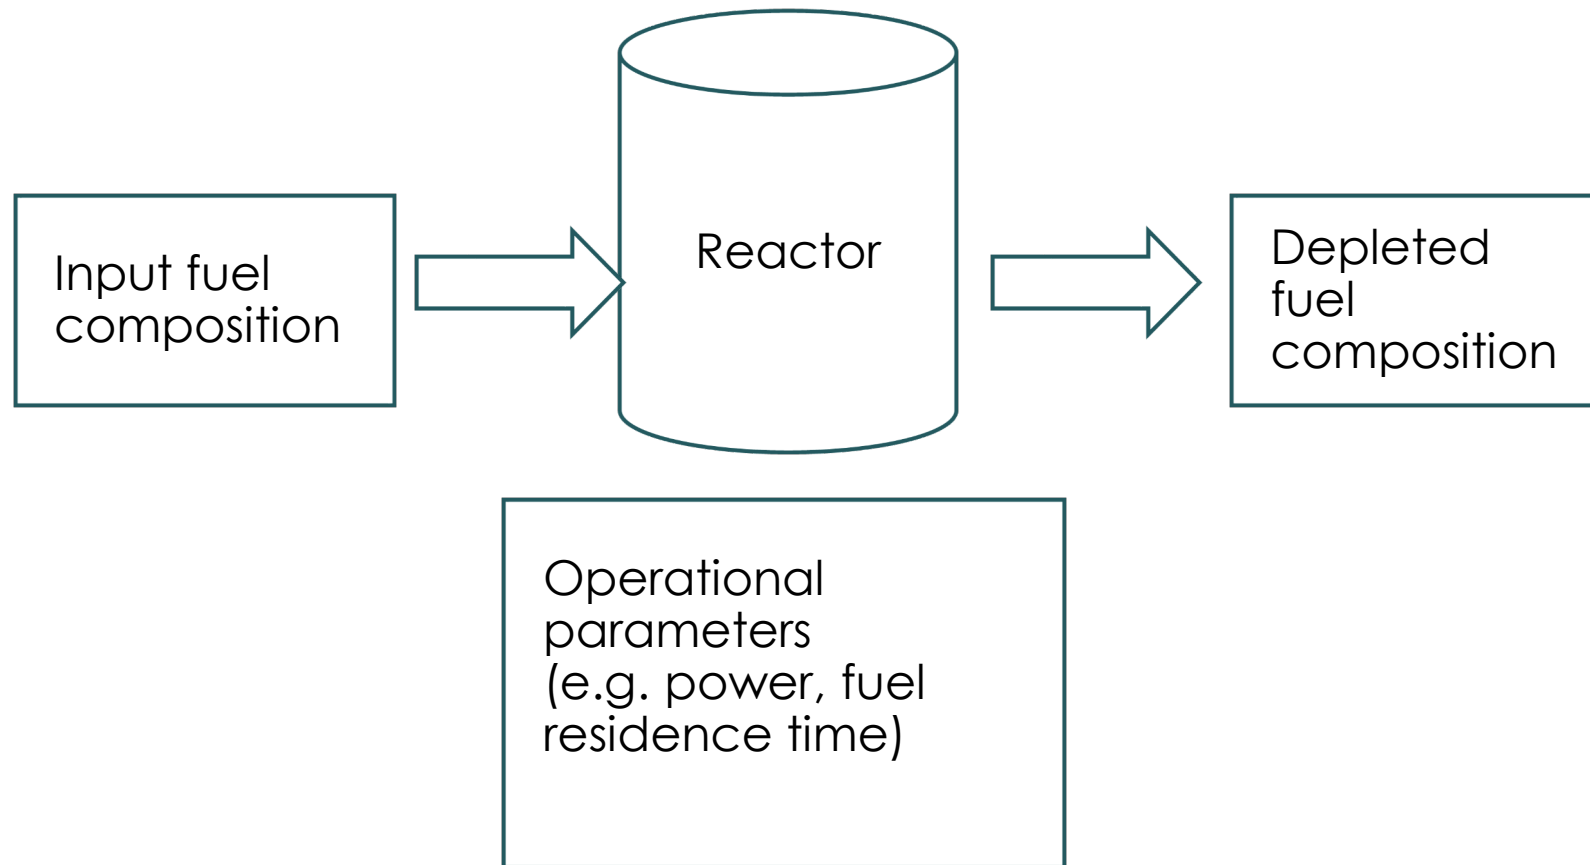 Input fuel
composition
Reactor
Depleted
fuel
composition
Operational
parameters
(e.g. power, fuel
residence time)